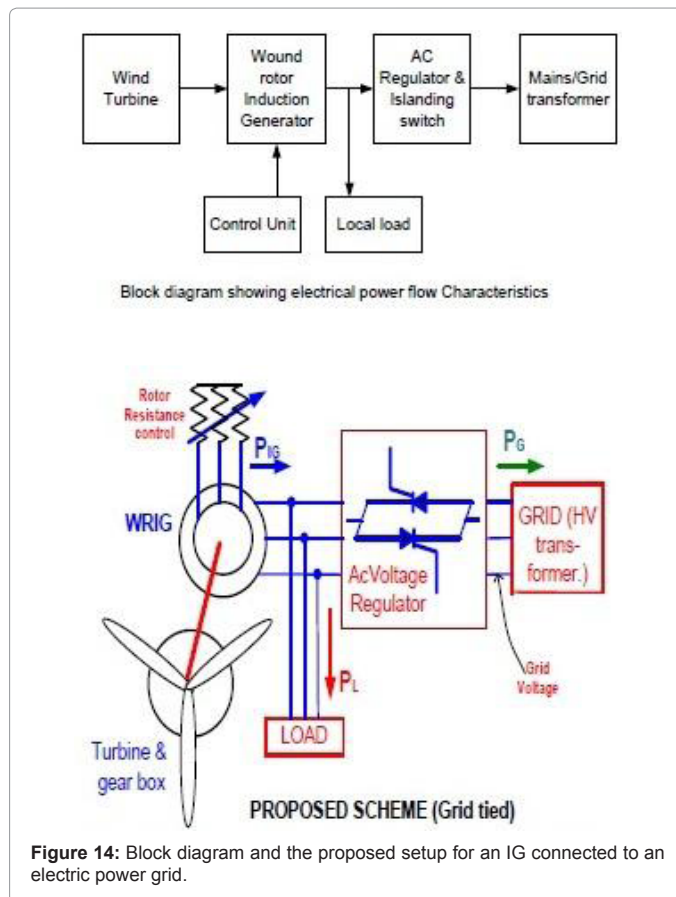 Wind
Turbine
Wound
rotor
Induction
Generator
AC
Regulator &
Islanding
switch
Mains/Grid
transformer
Control Unit
Local load
Block diagram showing electrical power flow Characteristics
Rotor
Resistance
control
PIG
PG
WRIG
AcVoltage
Regulator
GRID (HV
trans-
former.)
Grid
Voltage
PL
LOAD
Turbine &
gear box
PROPOSED SCHEME (Grid tied)
Figure 14: Block diagram and the proposed setup for an IG connected to an
electric power grid.